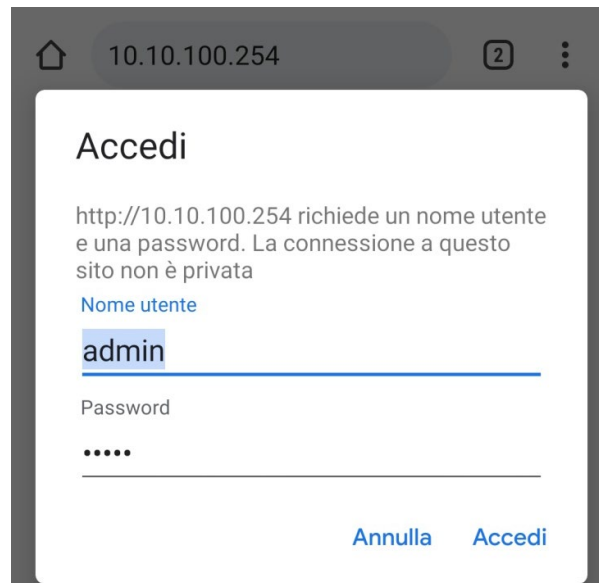 10.10.100.254
2
Accedi
http://10.10.100.254 richiede un nome utente
e una password. La connessione a questo
sito non è privata
Nome utente
admin
Password
•••••
Annulla
Accedi